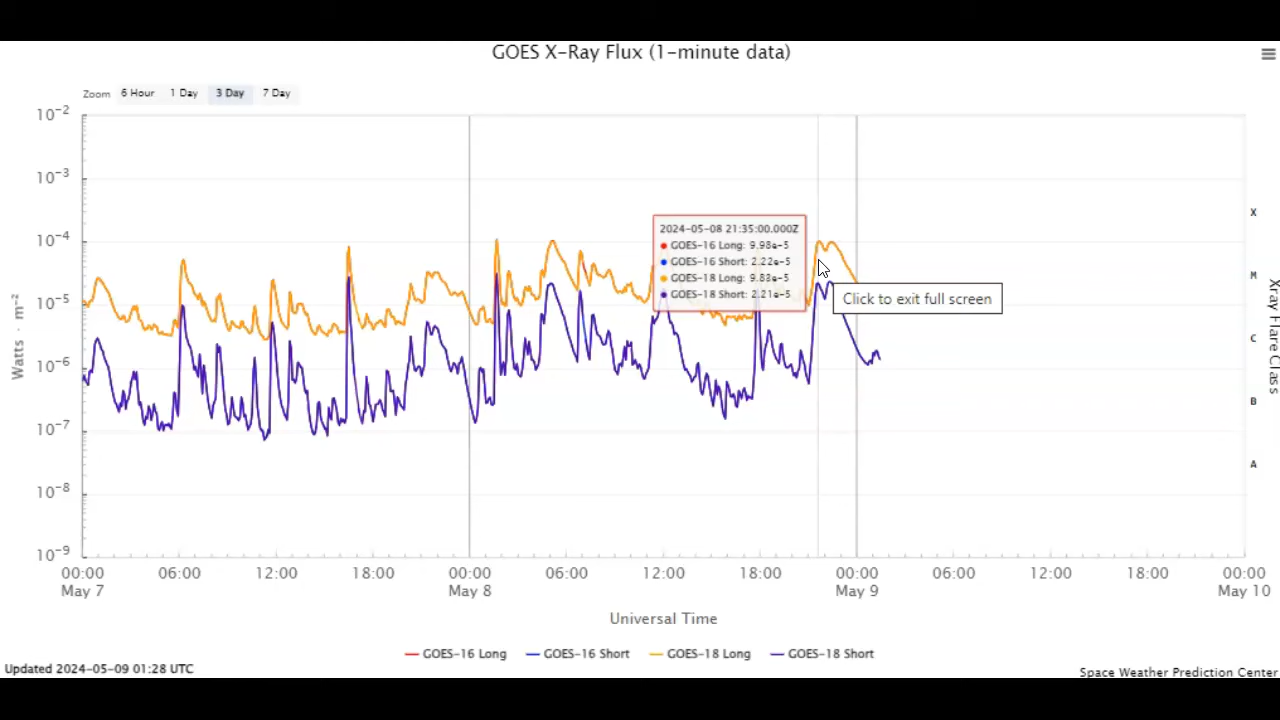 GOES X-Ray Flux (1-minute data)
Zoom 6 Hour 1 Day 3 Day 7 Day
10⁻²
10⁻³
10⁻⁴
10⁻⁵
10⁻⁶
10⁻⁷
10⁻⁸
10⁻⁹
Watts · m⁻²
2024-05-08 21:35:00.000Z
GOES-16 Long: 9.98e-5
GOES-16 Short: 2.22e-5
GOES-18 Long: 9.83e-5
GOES-18 Short: 2.21e-5
Click to exit full screen
X
M
C
B
A
Xray Flare Class
00:00 06:00 12:00 18:00 00:00 06:00 12:00 18:00 00:00 06:00 12:00 18:00 00:00
May 7 May 8 May 9 May 10
Universal Time
GOES-16 Long GOES-16 Short GOES-18 Long GOES-18 Short
Updated 2024-05-09 01:28 UTC
Space Weather Prediction Center